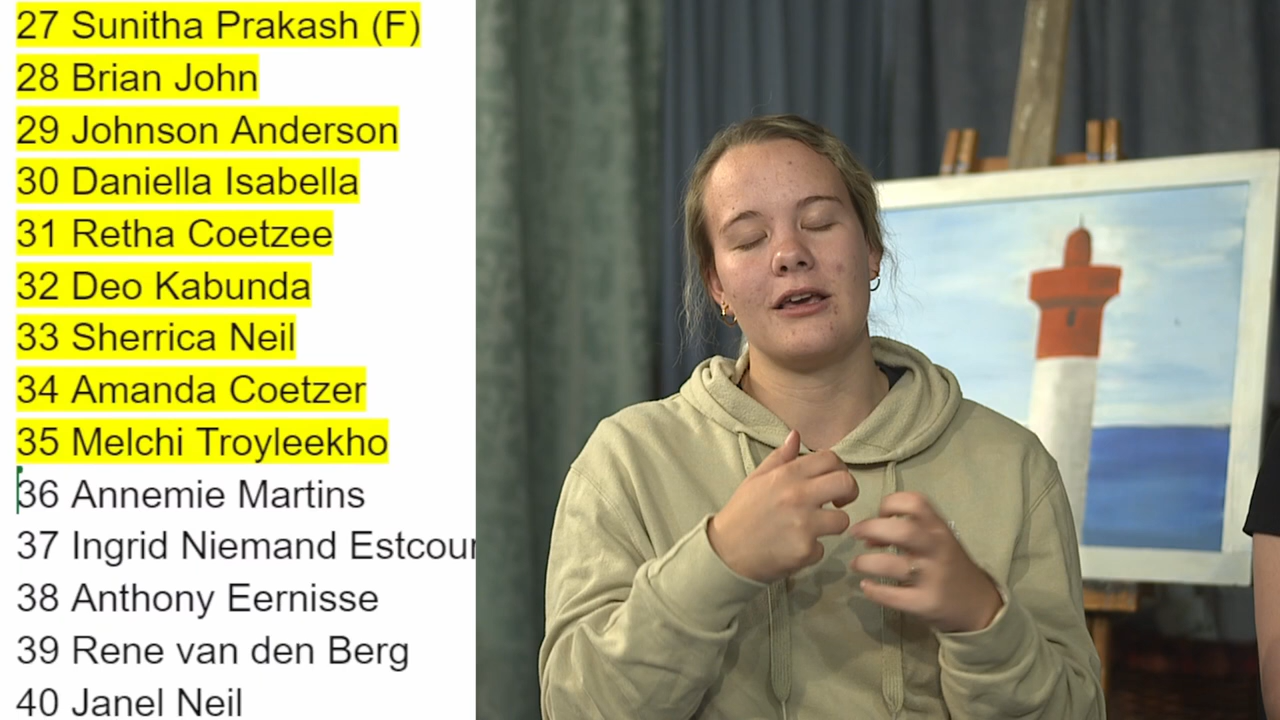 27 Sunitha Prakash (F)
28 Brian John
29 Johnson Anderson
30 Daniella Isabella
31 Retha Coetzee
32 Deo Kabunda
33 Sherrica Neil
34 Amanda Coetzer
35 Melchi Troyleekho
36 Annemie Martins
37 Ingrid Niemand Estcour
38 Anthony Eernisse
39 Rene van den Berg
40 Janel Neil